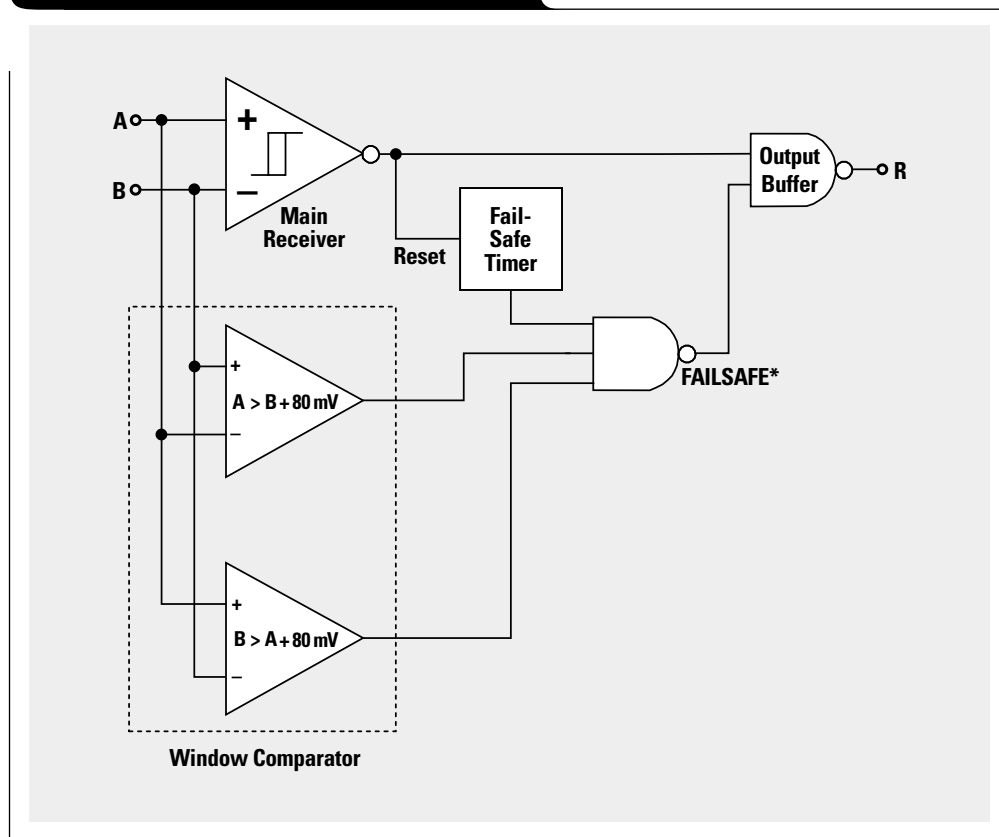 A
+
B
−
Main
Receiver
Reset
Fail-
Safe
Timer
Output
Buffer
R
+
A > B + 80 mV
−
FAILSAFE*
+
B > A + 80 mV
−
Window Comparator